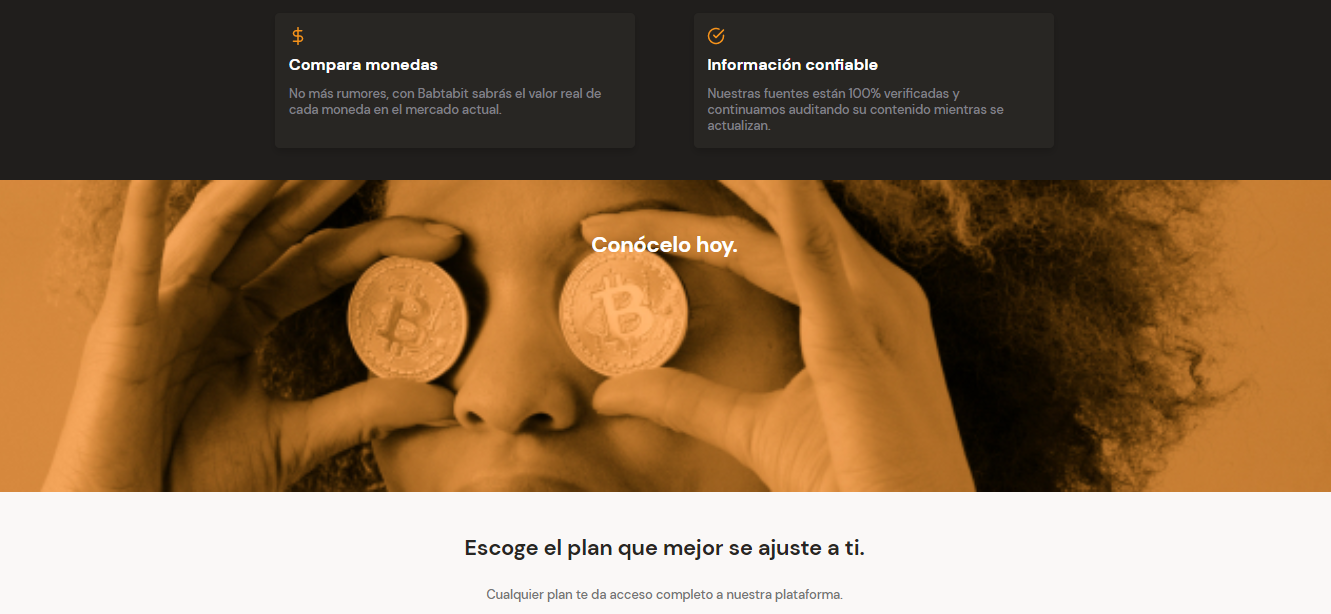 Compara monedas
No más rumores, con Babtabit sabrás el valor real de
cada moneda en el mercado actual.
Información confiable
Nuestras fuentes están 100% verificadas y
continuamos auditando su contenido mientras se
actualizan.
Conócelo hoy.
Escoge el plan que mejor se ajuste a ti.
Cualquier plan te da acceso completo a nuestra plataforma.